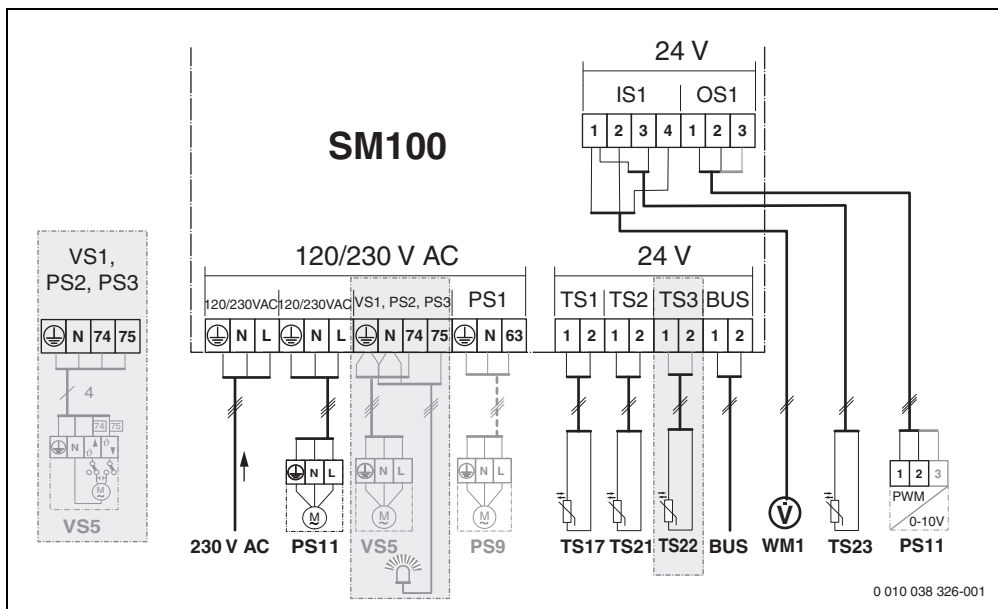 24 V
IS1 OS1
1 2 3 4 1 2 3
SM100
VS1,
PS2, PS3
120/230 V AC
24 V
120/230VAC 120/230VAC VS1, PS2, PS3 PS1 TS1 TS2 TS3 BUS
N 74 75
N L N L N 74 75 N 63 1 2 1 2 1 2 1 2
4
74 75
N ϑ ϑ
M
VS5
N L
M
N L
M
N L
M
V̇
1 2 3
PWM
0-10V
230 V AC PS11 VS5 PS9 TS17 TS21 TS22 BUS WM1 TS23 PS11
0 010 038 326-001